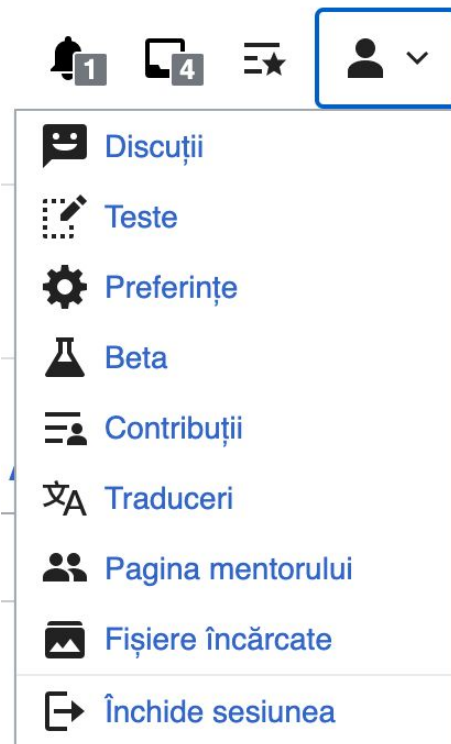 1 4
Discuții
Teste
Preferințe
Beta
Contribuții
Traduceri
Pagina mentorului
Fișiere încărcate
Închide sesiunea